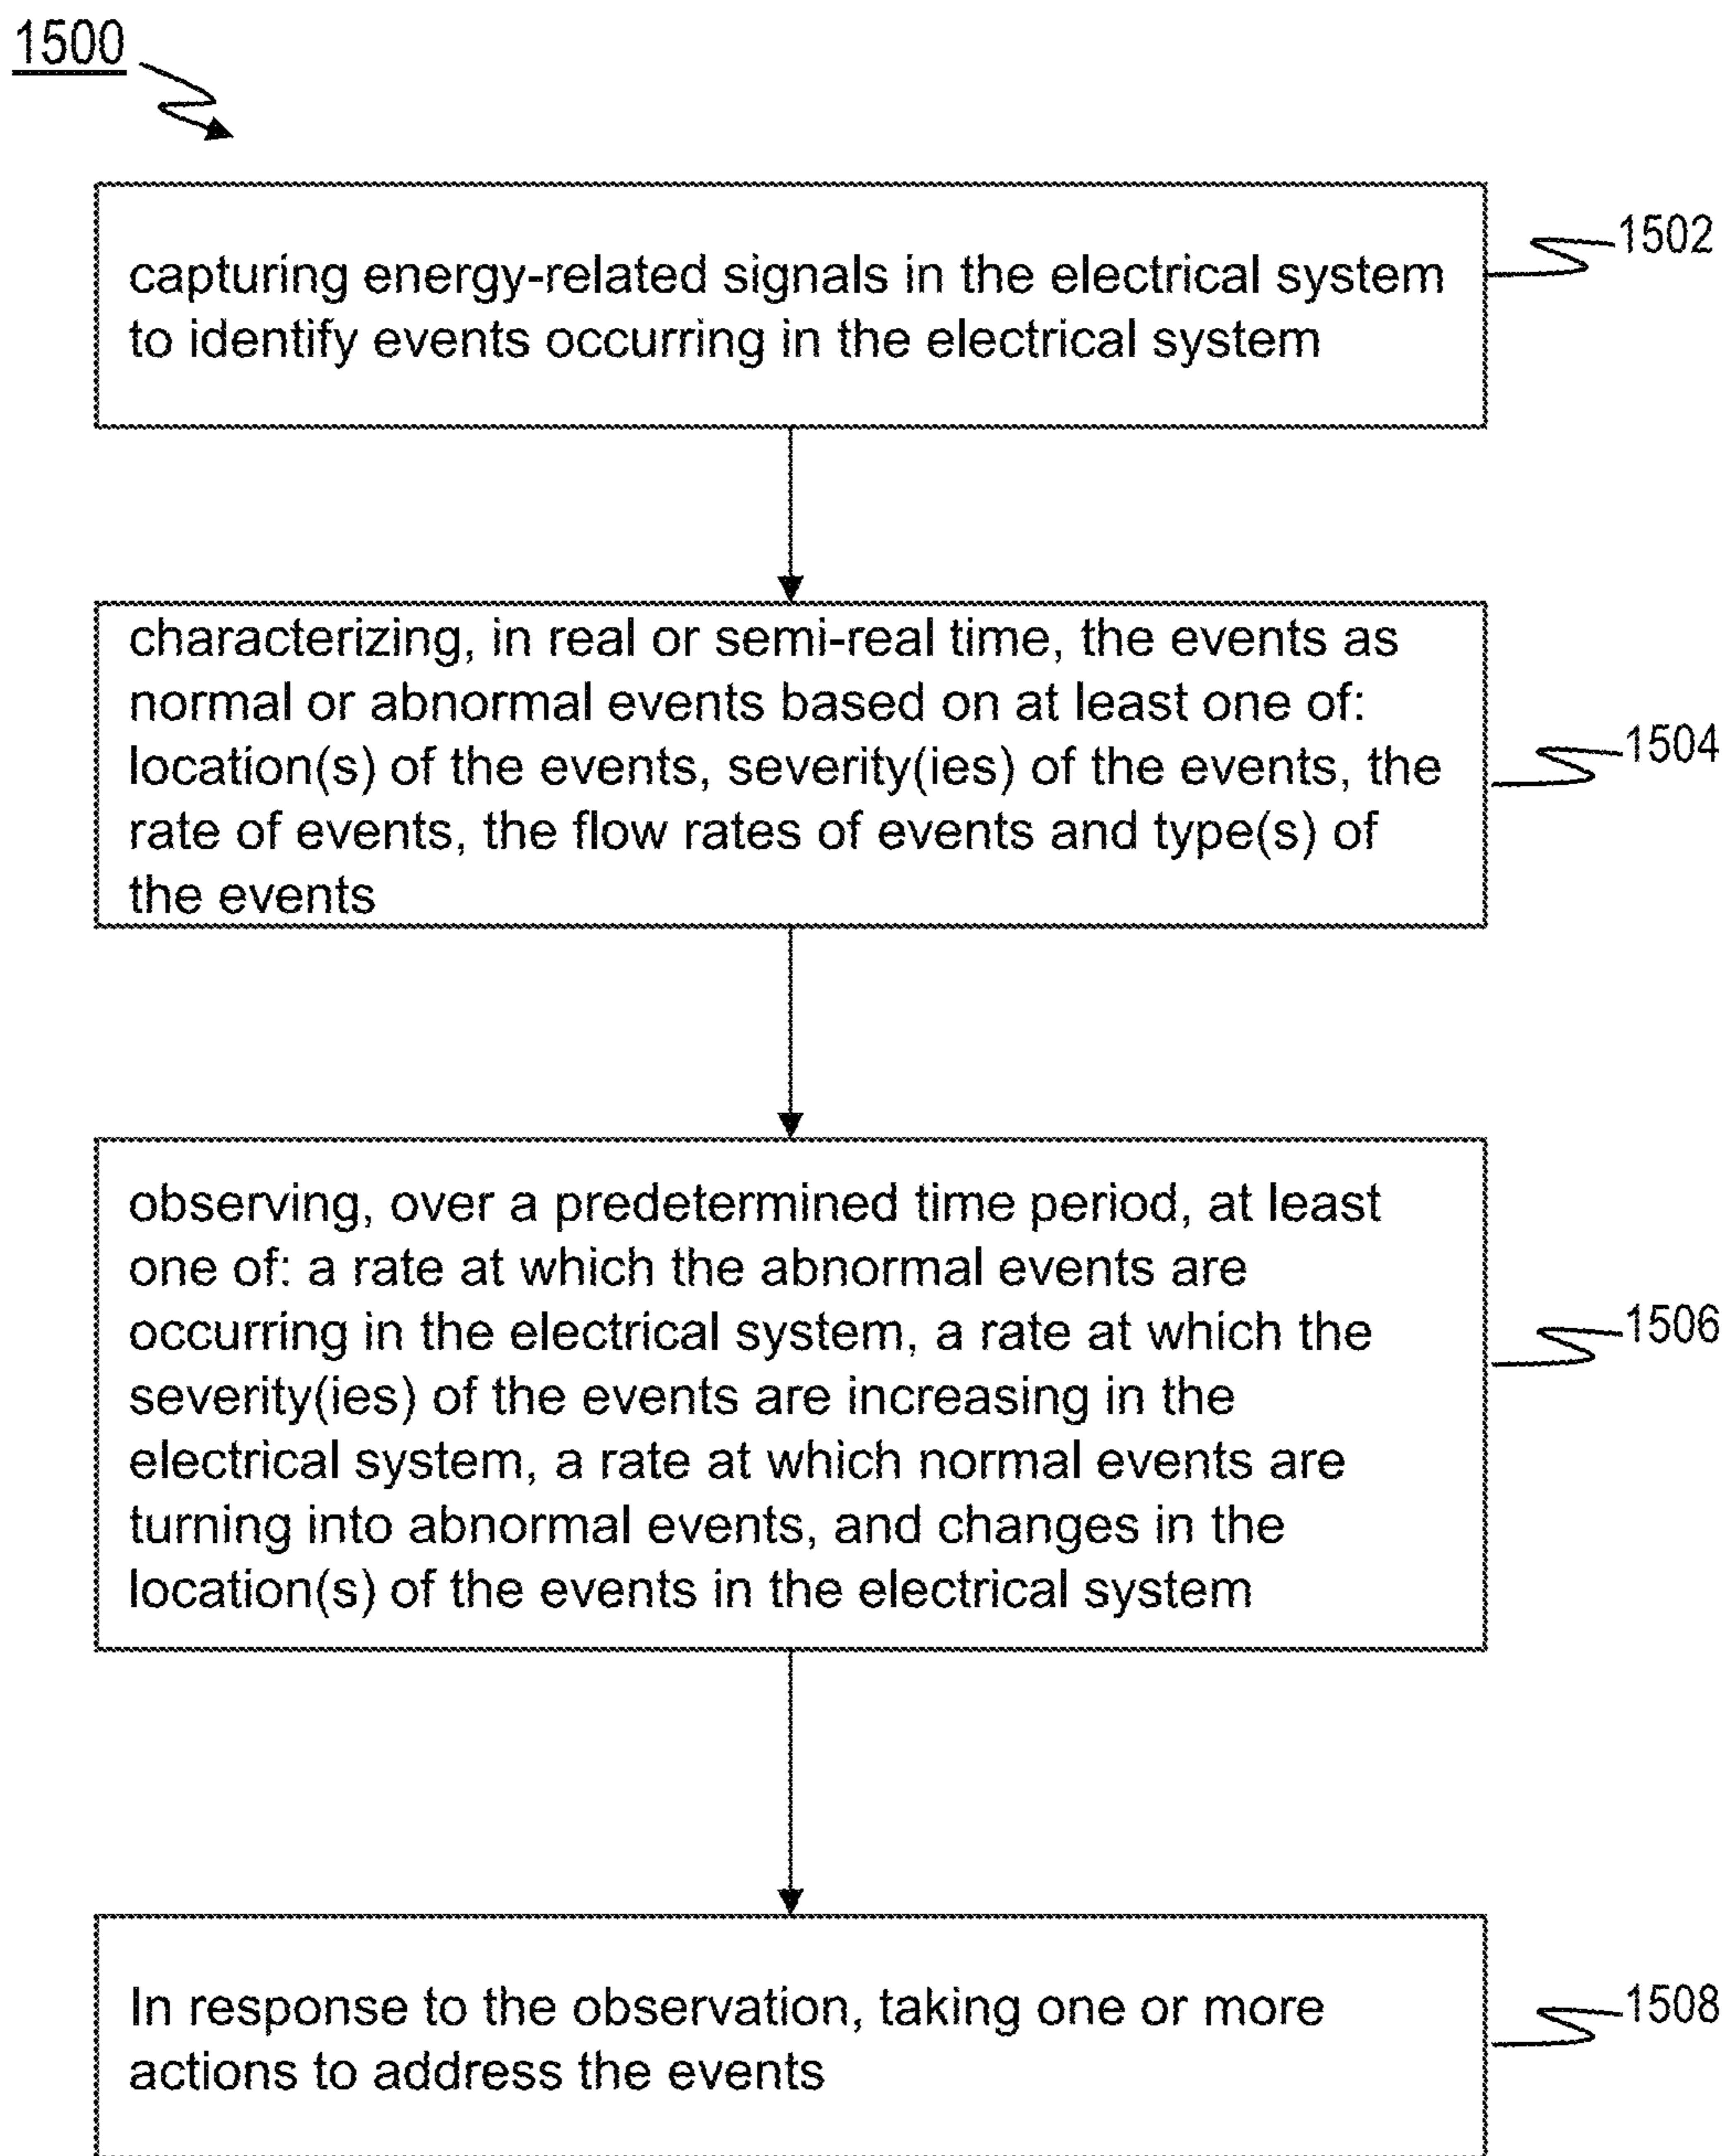 1500
capturing energy-related signals in the electrical system
to identify events occurring in the electrical system
1502
characterizing, in real or semi-real time, the events as
normal or abnormal events based on at least one of:
location(s) of the events, severity(ies) of the events, the
rate of events, the flow rates of events and type(s) of
the events
1504
observing, over a predetermined time period, at least
one of: a rate at which the abnormal events are
occurring in the electrical system, a rate at which the
severity(ies) of the events are increasing in the
electrical system, a rate at which normal events are
turning into abnormal events, and changes in the
location(s) of the events in the electrical system
1506
In response to the observation, taking one or more
actions to address the events
1508